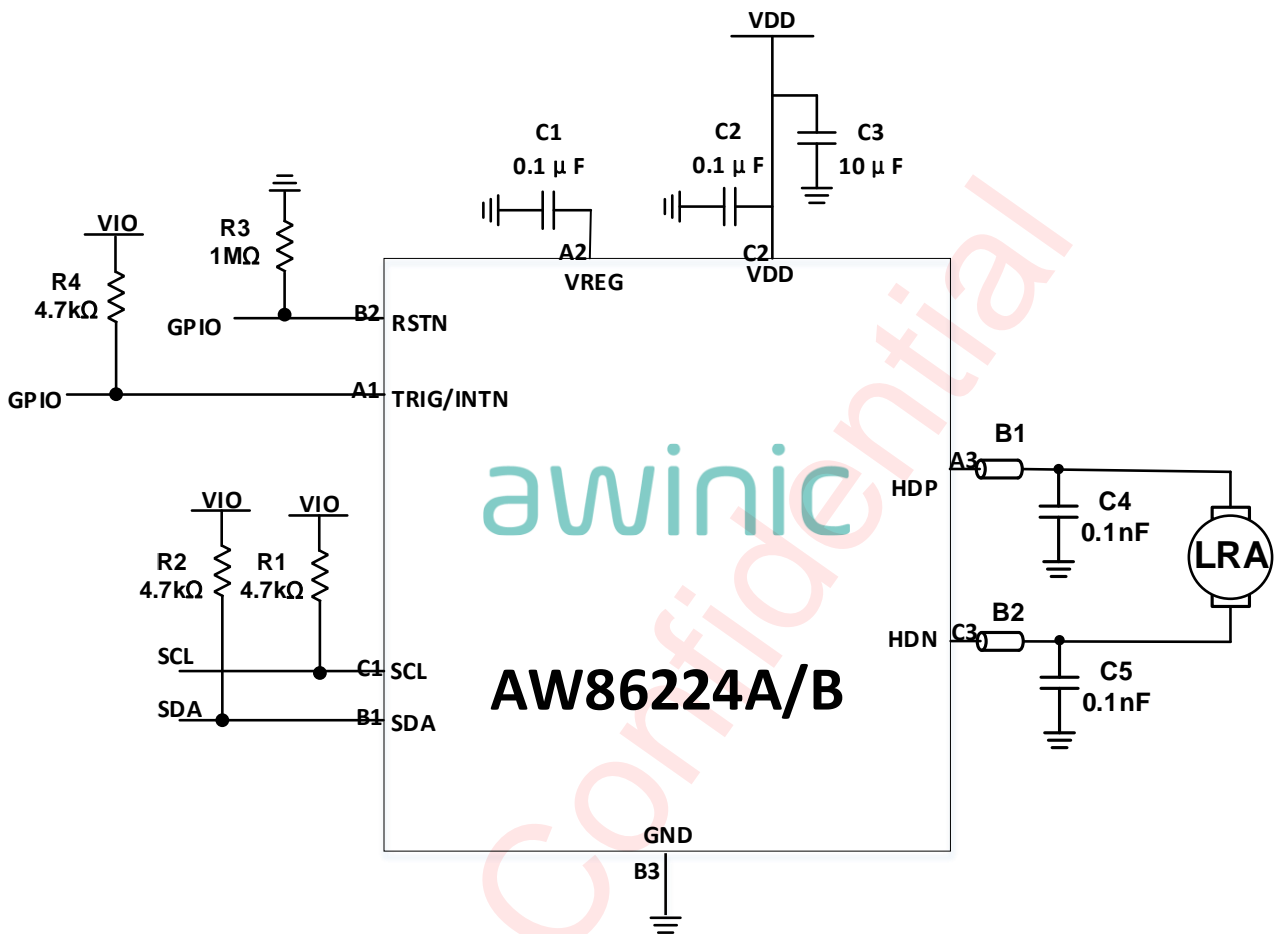 VDD
C1
0.1 μ F
C2
0.1 μ F
C3
10 μ F
VIO
R3
1MΩ
R4
4.7kΩ
A2
VREG
C2
VDD
GPIO
B2
RSTN
GPIO
A1
TRIG/INTN
awinic
B1
A3
HDP
C4
0.1nF
VIO
VIO
R2
4.7kΩ
R1
4.7kΩ
LRA
B2
HDN
C3
SCL
C1
SCL
SDA
B1
SDA
AW86224A/B
C5
0.1nF
GND
B3
Confidential